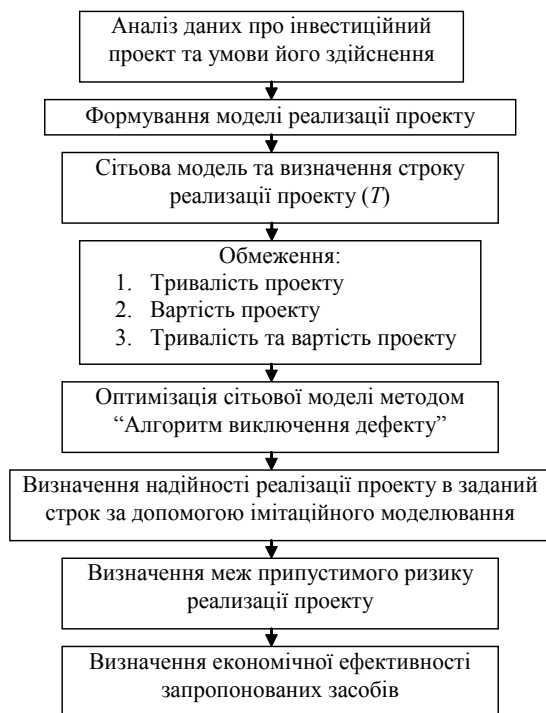 Аналіз даних про інвестиційний
проект та умови його здійснення
Формування моделі реализації проекту
Сітьова модель та визначення строку
реализації проекту (T)
Обмеження:
1. Тривалість проекту
2. Вартість проекту
3. Тривалість та вартість проекту
Оптимізація сітьової моделі методом
“Алгоритм виключення дефекту”
Визначення надійності реалізації проекту в заданий
строк за допомогою імітаційного моделювання
Визначення меж припустимого ризику
реализації проекту
Визначення економічної ефективності
запропонованих засобів